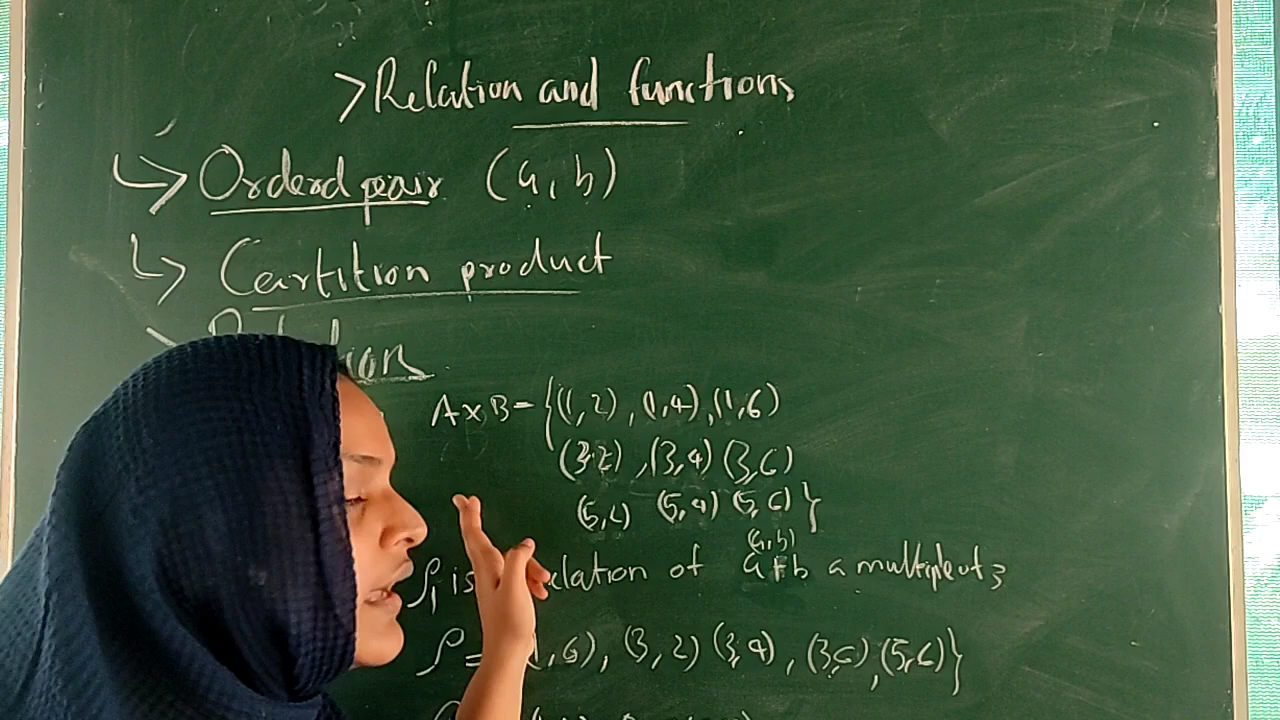 >Relation and functions
↳ Orderd pair (a, b)
↳ Cartition product
A×B={(1, 2), (1, 4), (1, 6)
(3,2), (3, 4) (3, 6)
(5, 2) (5, 4) (5, 6)}
(a, b)
is of a b a multiple of 3
ρ = (3, 2) (3, 4), (3, 6), (5, 6)}